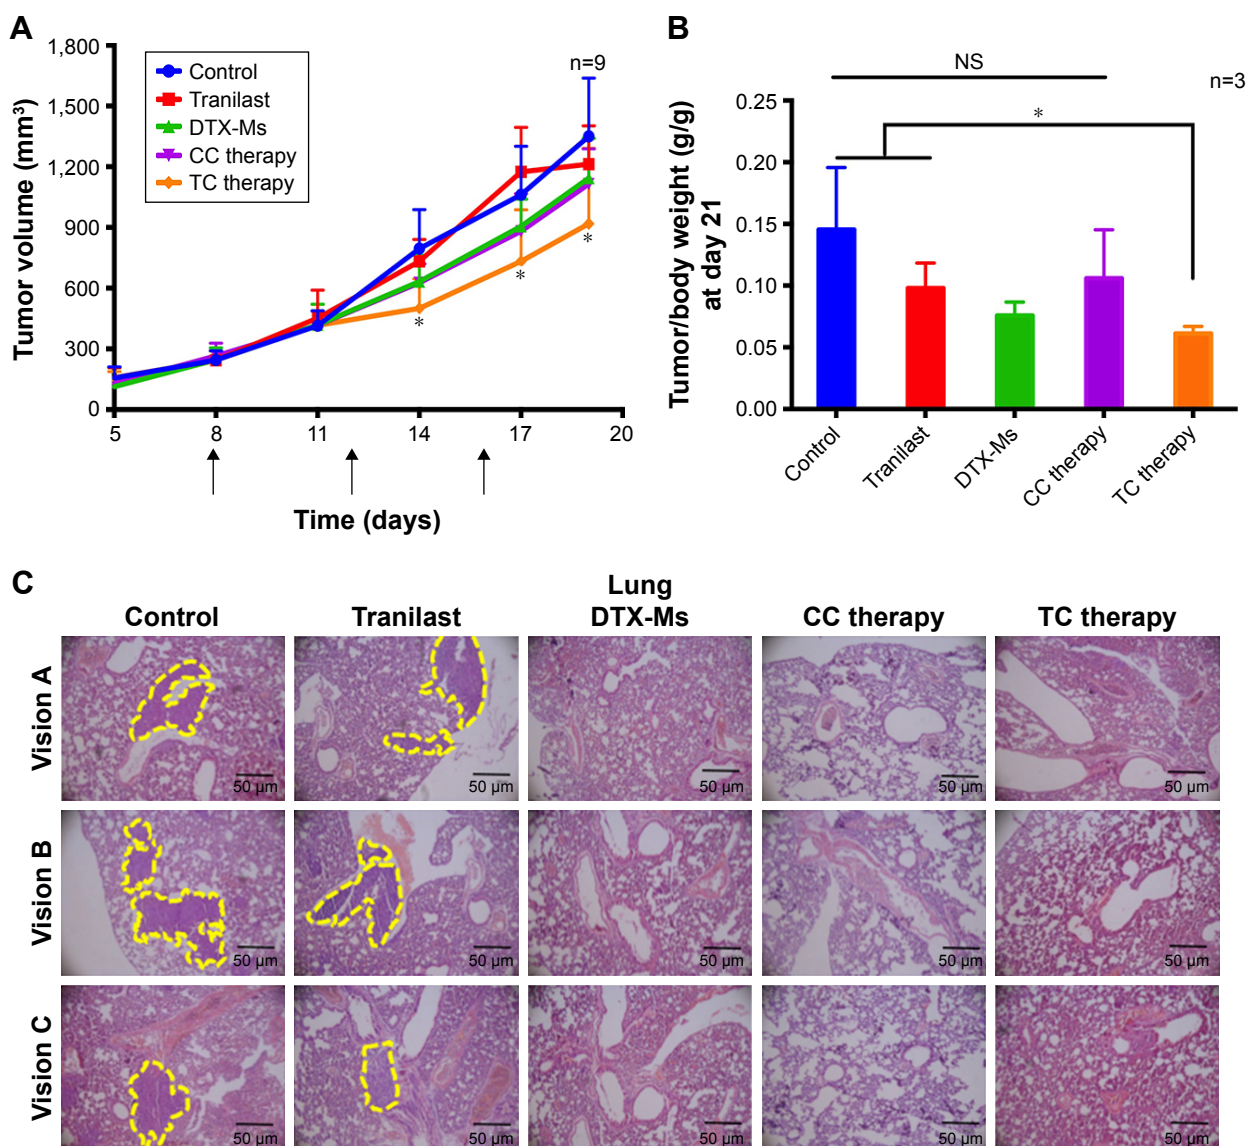 A
Tumor volume (mm³)
1,800
1,500
1,200
900
600
300
0
Control
Tranilast
DTX-Ms
CC therapy
TC therapy
n=9
*
*
*
5 8 11 14 17 20
Time (days)
B
Tumor/body weight (g/g)
at day 21
NS
n=3
*
0.25
0.20
0.15
0.10
0.05
0.00
Control
Tranilast
DTX-Ms
CC therapy
TC therapy
C
Lung
Control Tranilast DTX-Ms CC therapy TC therapy
Vision A
50 µm 50 µm 50 µm 50 µm 50 µm
Vision B
50 µm 50 µm 50 µm 50 µm 50 µm
Vision C
50 µm 50 µm 50 µm 50 µm 50 µm